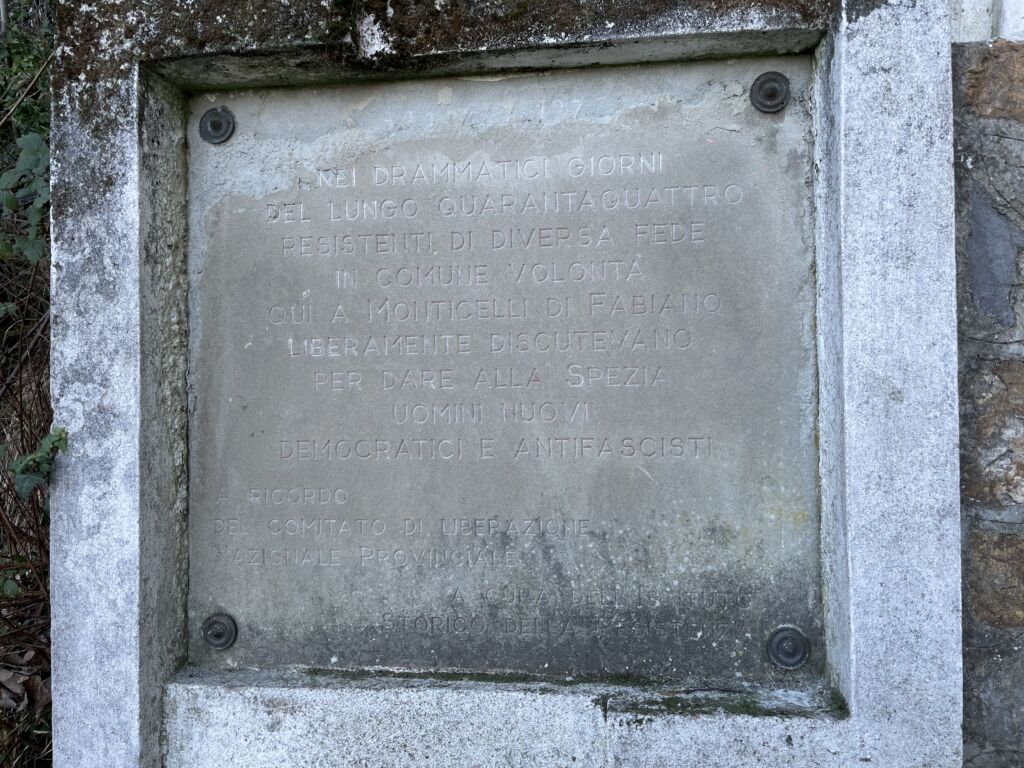 NEI DRAMMATICI GIORNI
DEL LUNGO QUARANTAQUATTRO
RESISTENTI DI DIVERSA FEDE
IN COMUNE VOLONTÀ
QUI A MONTICELLI DI FABIANO
LIBERAMENTE DISCUTEVANO
PER DARE ALLA SPEZIA
UOMINI NUOVI
DEMOCRATICI E ANTIFASCISTI
A RICORDO
DEL COMITATO DI LIBERAZIONE
NAZIONALE PROVINCIALE
A CURA DELL'ISTITUTO
STORICO DELLA RESISTENZA